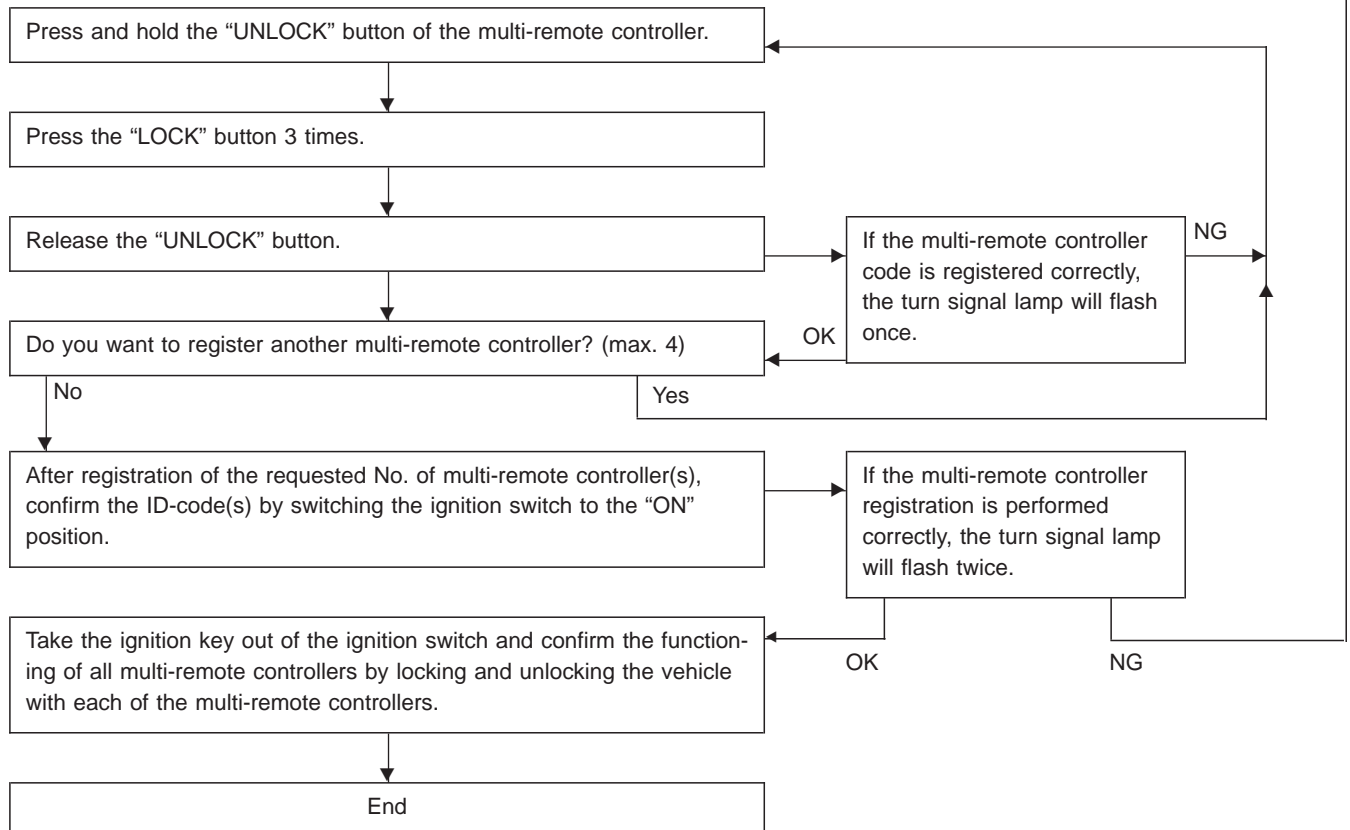 Press and hold the “UNLOCK” button of the multi-remote controller.
Press the “LOCK” button 3 times.
Release the “UNLOCK” button.
If the multi-remote controller
code is registered correctly,
the turn signal lamp will flash
once.
NG
OK
Do you want to register another multi-remote controller? (max. 4)
No
Yes
After registration of the requested No. of multi-remote controller(s),
confirm the ID-code(s) by switching the ignition switch to the “ON”
position.
If the multi-remote controller
registration is performed
correctly, the turn signal lamp
will flash twice.
OK
NG
Take the ignition key out of the ignition switch and confirm the function-
ing of all multi-remote controllers by locking and unlocking the vehicle
with each of the multi-remote controllers.
End